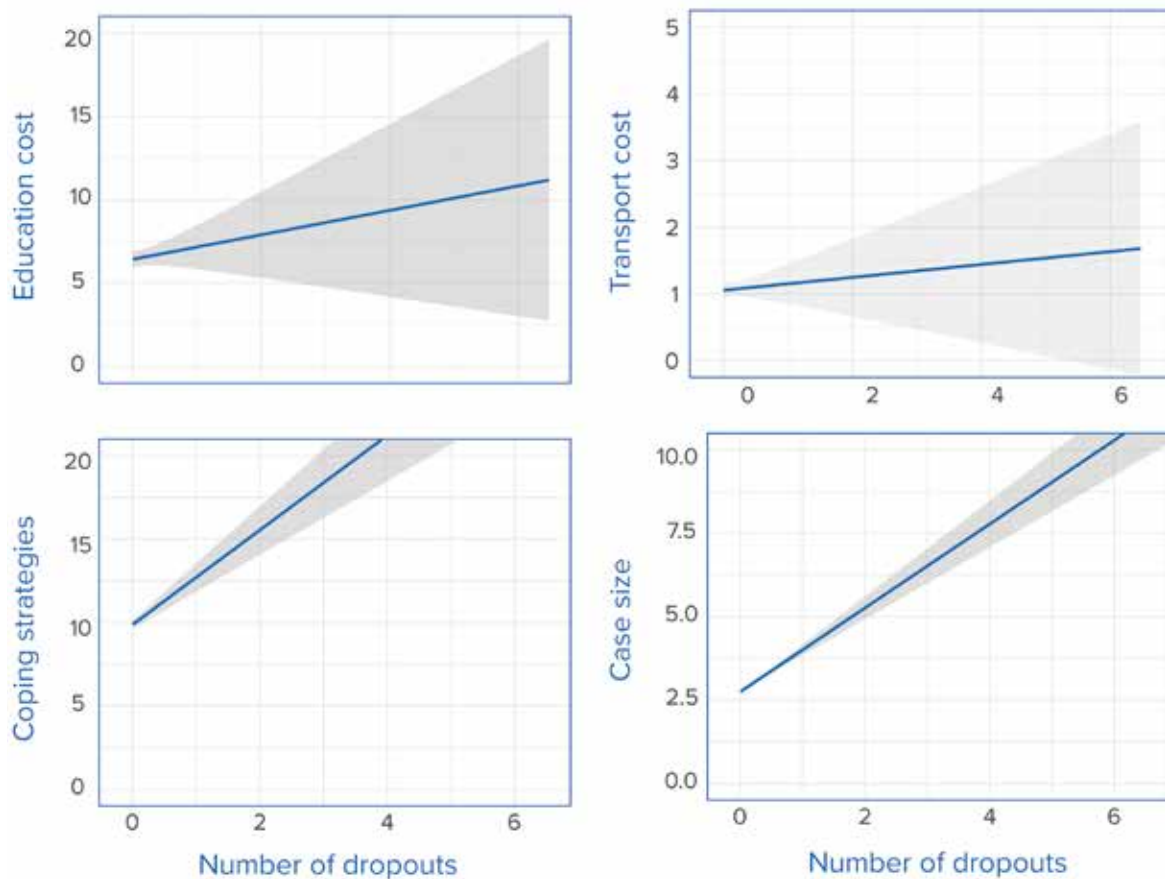 Education cost
20
15
10
5
0
Transport cost
5
4
3
2
1
0
0 2 4 6
Coping strategies
20
15
10
5
0
0 2 4 6
Number of dropouts
Case size
10.0
7.5
5.0
2.5
0.0
0 2 4 6
Number of dropouts